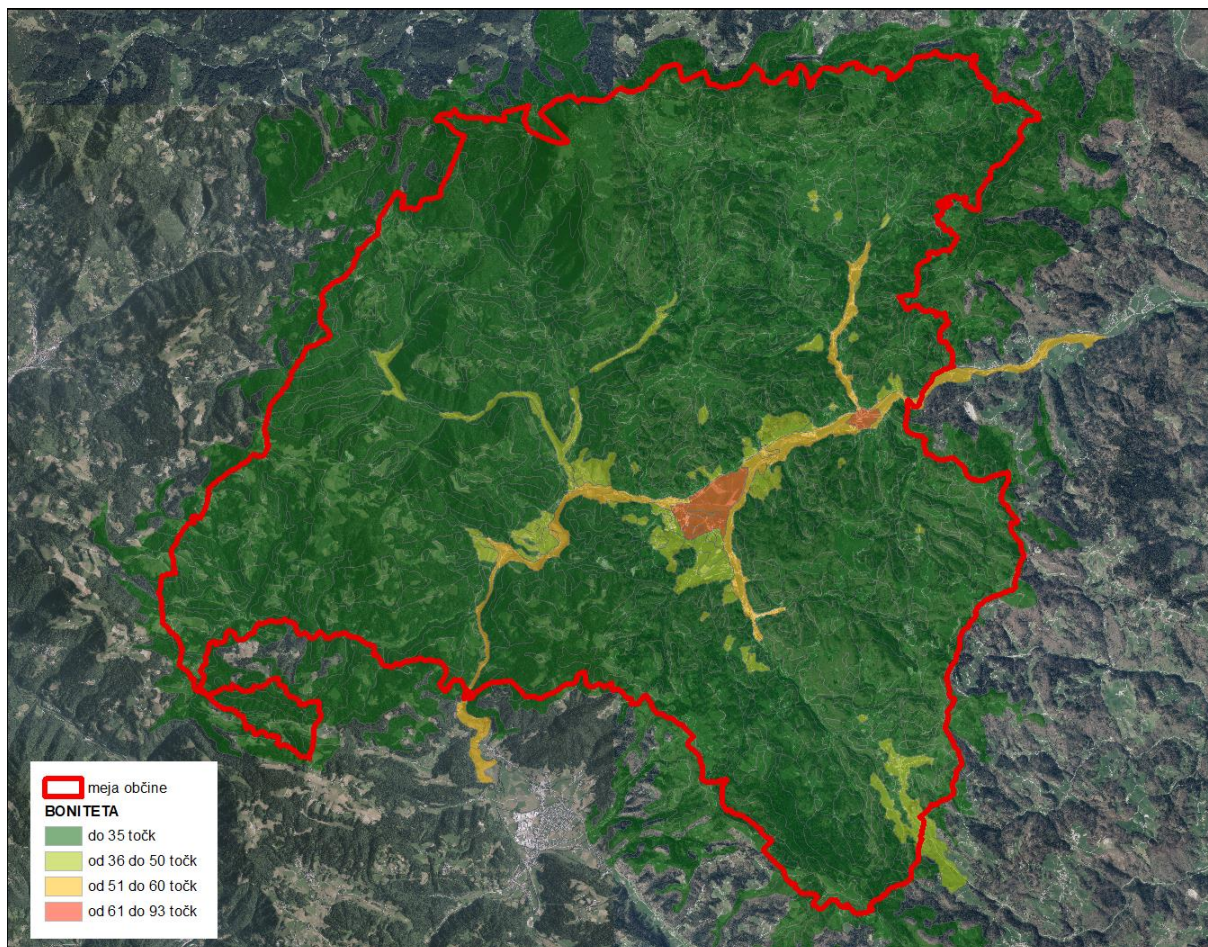 meja občine
BONITETA
do 35 točk
od 36 do 50 točk
od 51 do 60 točk
od 61 do 93 točk